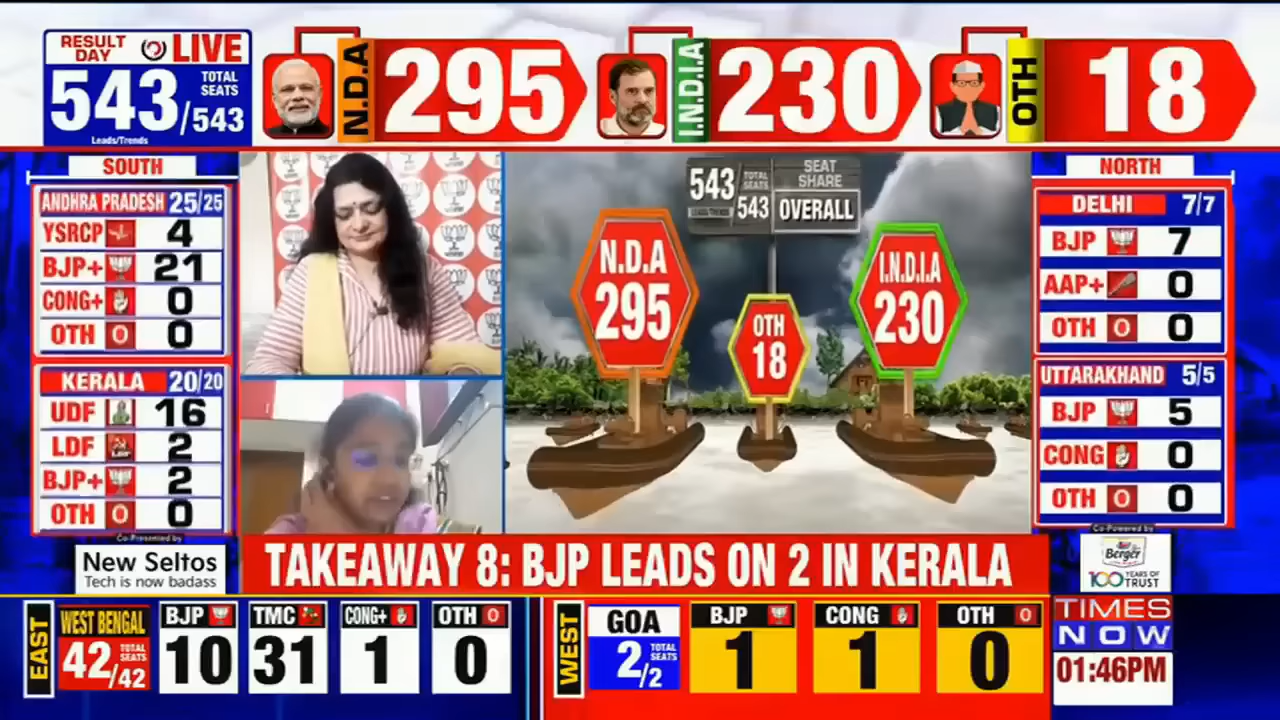 RESULT DAY LIVE
543/543 TOTAL SEATS
Leads/Trends
N.D.A 295
I.N.D.I.A 230
OTH 18
SOUTH
ANDHRA PRADESH 25/25
YSRCP 4
BJP+ 21
CONG+ 0
OTH 0
KERALA 20/20
UDF 16
LDF 2
BJP+ 2
OTH 0
Co-Presented by
New Seltos
Tech is now badass
543 TOTAL SEATS 543
SEAT SHARE
OVERALL
N.D.A 295
OTH 18
I.N.D.I.A 230
NORTH
DELHI 7/7
BJP 7
AAP+ 0
OTH 0
UTTARAKHAND 5/5
BJP 5
CONG 0
OTH 0
Co-Powered by
Berger
100 YEARS OF TRUST
TAKEAWAY 8: BJP LEADS ON 2 IN KERALA
EAST
WEST BENGAL
42/42 TOTAL SEATS
BJP 10
TMC 31
CONG+ 1
OTH 0
WEST
GOA
2/2 TOTAL SEATS
BJP 1
CONG 1
OTH 0
TIMES NOW
01:46PM